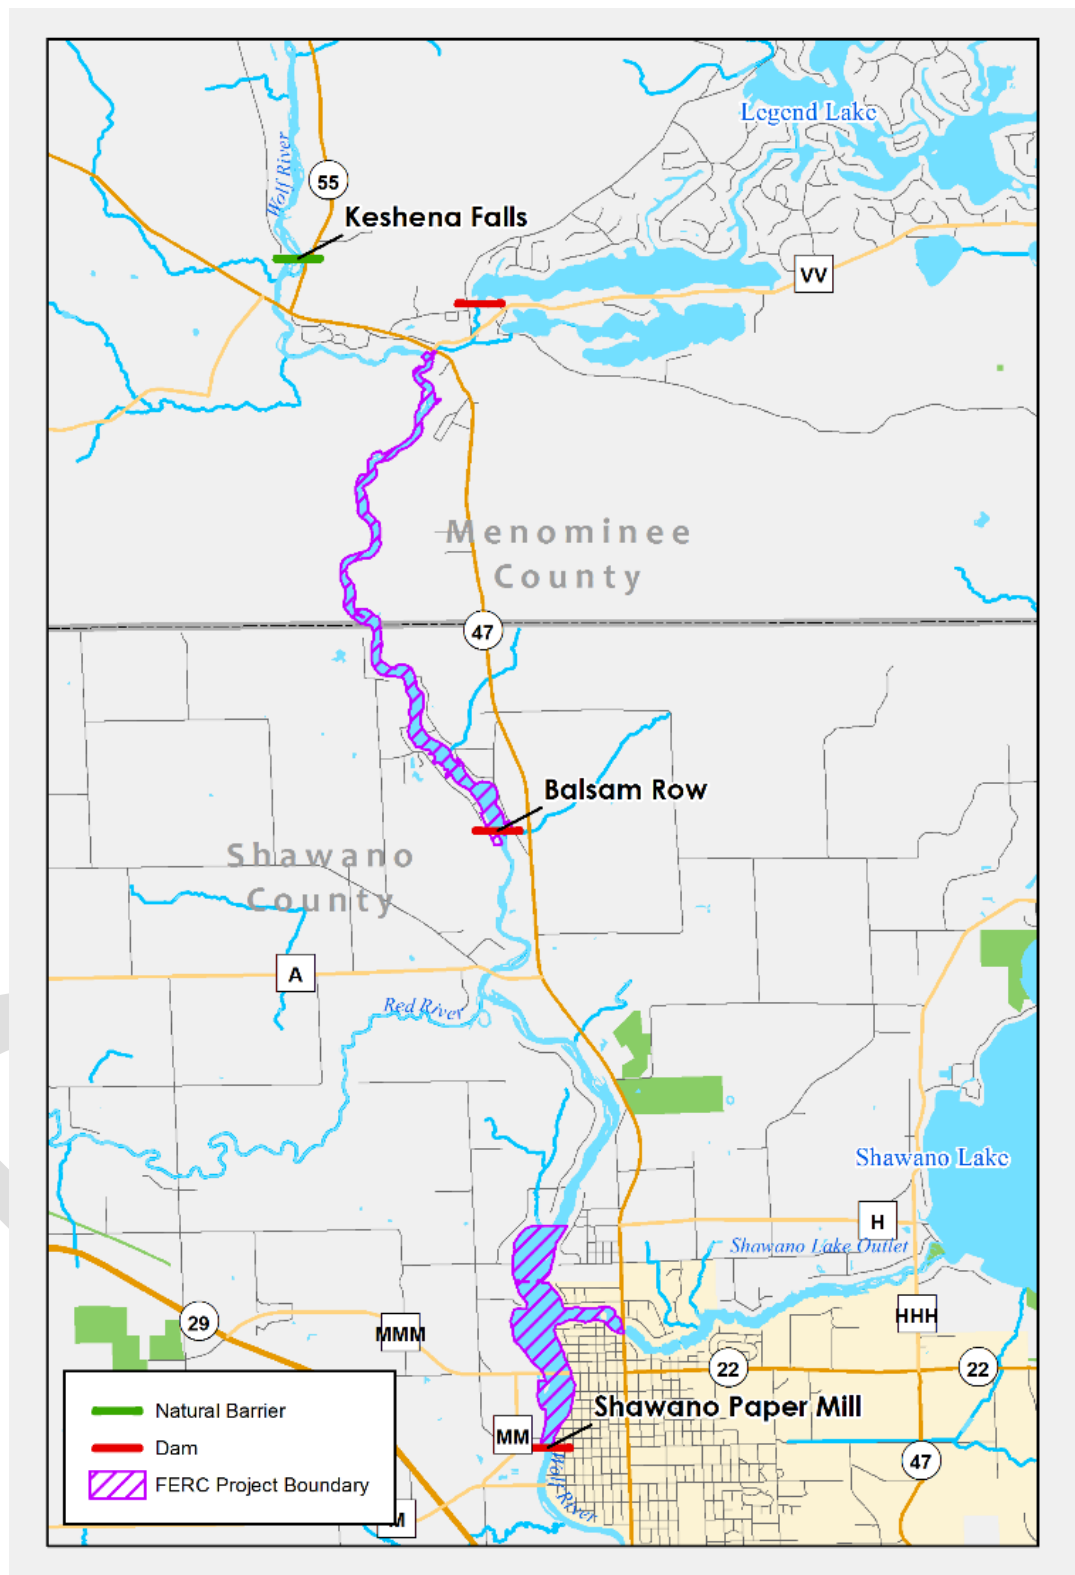 Legend Lake
Wolf River
55
Keshena Falls
VV
Menominee
County
47
Balsam Row
Shawano
County
A
Red River
Shawano Lake
H
Shawano Lake Outlet
29
MMM
HHH
22
22
Shawano Paper Mill
MM
47
Wolf River
Natural Barrier
Dam
FERC Project Boundary